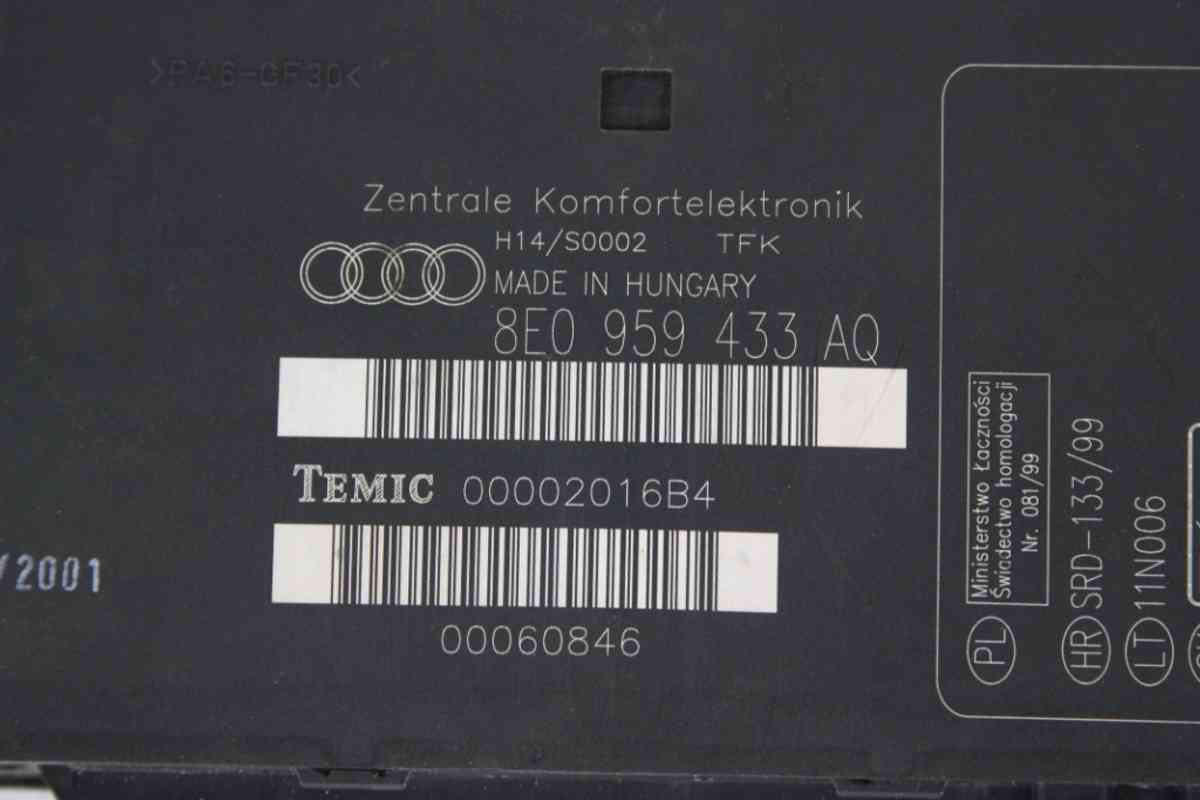 >PA6-GF30<
Zentrale Komfortelektronik
H14/S0002 TFK
MADE IN HUNGARY
8E0 959 433 AQ
TEMIC 00002016B4
00060846
/2001
Ministerstwo Łączności
Świadectwo homologacji
Nr. 081/99
PL
HR SRD-133/99
LT 11N006